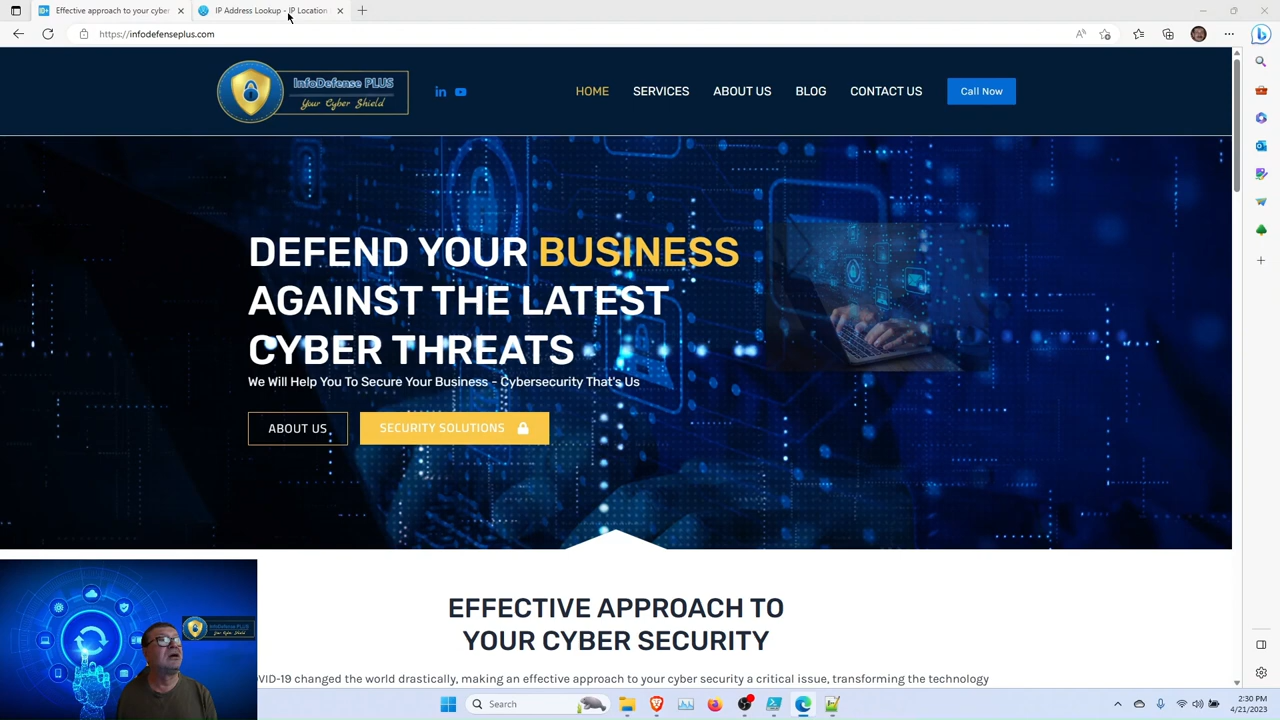 Effective approach to your cyber
IP Address Lookup - IP Location
https://infodefenseplus.com
InfoDefense PLUS
Your Cyber Shield
HOME
SERVICES
ABOUT US
BLOG
CONTACT US
Call Now
DEFEND YOUR BUSINESS
AGAINST THE LATEST
CYBER THREATS
We Will Help You To Secure Your Business - Cybersecurity That's Us
ABOUT US
SECURITY SOLUTIONS
EFFECTIVE APPROACH TO
YOUR CYBER SECURITY
VID-19 changed the world drastically, making an effective approach to your cyber security a critical issue, transforming the technology
Search
2:30 PM
4/21/2023